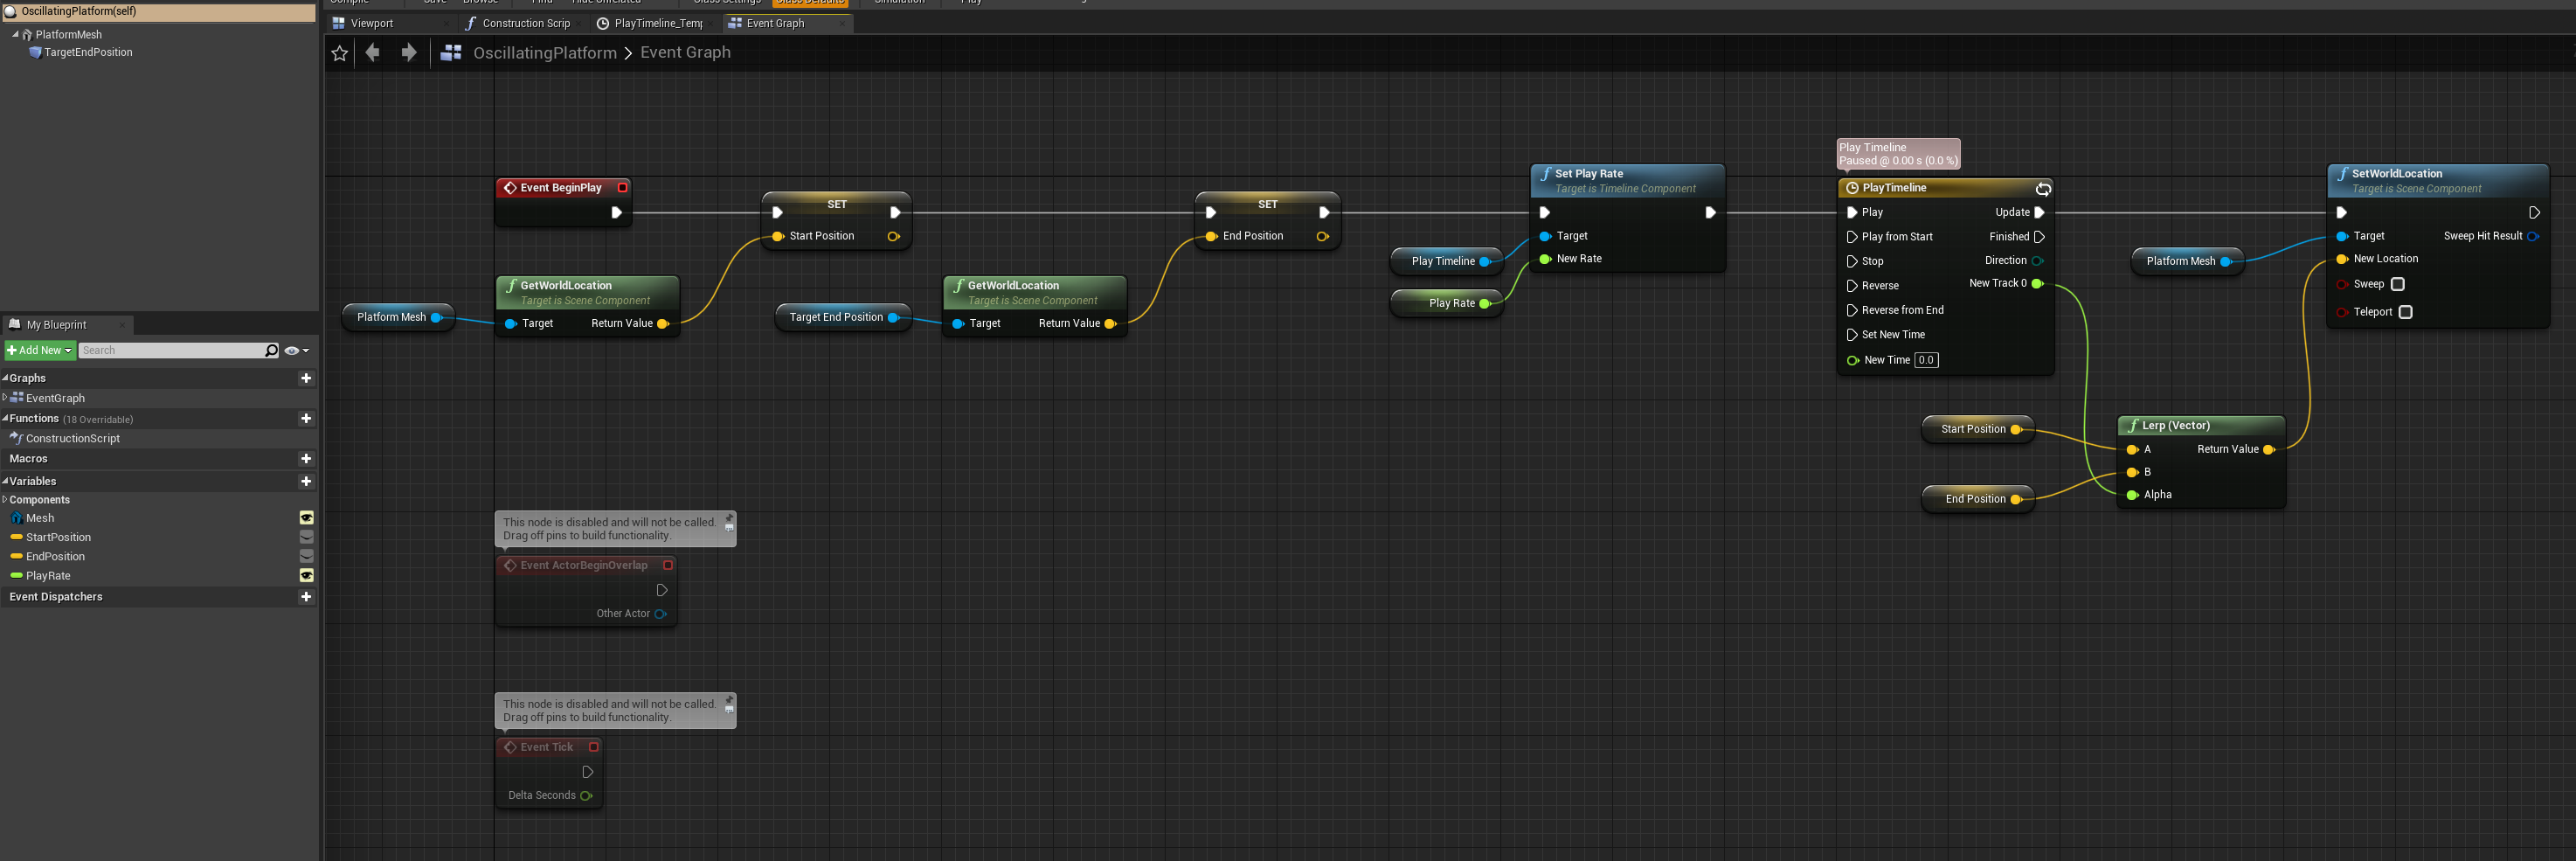 OscillatingPlatform(self)
PlatformMesh
TargetEndPosition
My Blueprint
Add New
Search
Graphs
EventGraph
Functions (18 Overridable)
ConstructionScript
Macros
Variables
Components
Mesh
StartPosition
EndPosition
PlayRate
Event Dispatchers
Viewport
Construction Scrip
PlayTimeline_Temp
Event Graph
OscillatingPlatform > Event Graph
Event BeginPlay
SET
Start Position
Platform Mesh
GetWorldLocation
Target is Scene Component
Target Return Value
SET
End Position
Target End Position
GetWorldLocation
Target is Scene Component
Target Return Value
Set Play Rate
Target is Timeline Component
Target
New Rate
Play Timeline
Play Rate
Play Timeline
Paused @ 0.00 s (0.0 %)
PlayTimeline
Play Update
Play from Start Finished
Stop Direction
Reverse New Track 0
Reverse from End
Set New Time
New Time 0.0
Start Position
End Position
Lerp (Vector)
A Return Value
B
Alpha
Platform Mesh
SetWorldLocation
Target is Scene Component
Target Sweep Hit Result
New Location
Sweep
Teleport
This node is disabled and will not be called.
Drag off pins to build functionality.
Event ActorBeginOverlap
Other Actor
This node is disabled and will not be called.
Drag off pins to build functionality.
Event Tick
Delta Seconds